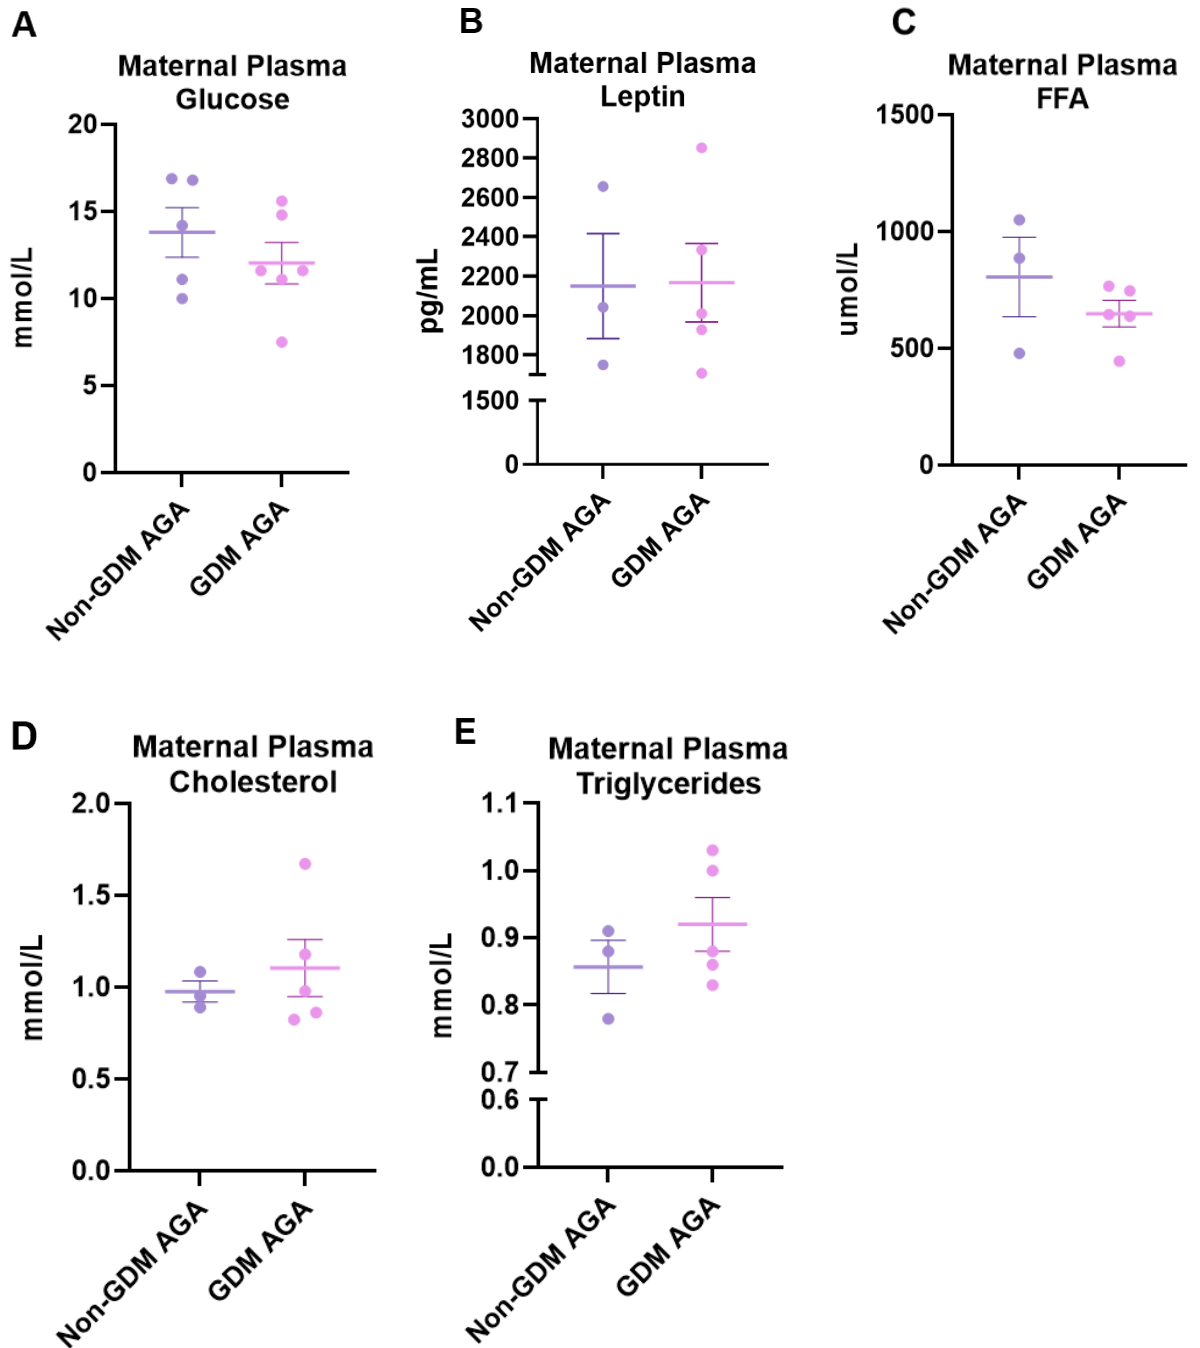 A
Maternal Plasma
Glucose
20
15
10
5
0
mmol/L
Non-GDM AGA
GDM AGA
B
Maternal Plasma
Leptin
3000
2800
2600
2400
2200
2000
1800
1500
0
pg/mL
Non-GDM AGA
GDM AGA
C
Maternal Plasma
FFA
1500
1000
500
0
umol/L
Non-GDM AGA
GDM AGA
D
Maternal Plasma
Cholesterol
2.0
1.5
1.0
0.5
0.0
mmol/L
Non-GDM AGA
GDM AGA
E
Maternal Plasma
Triglycerides
1.1
1.0
0.9
0.8
0.7
0.6
0.0
mmol/L
Non-GDM AGA
GDM AGA